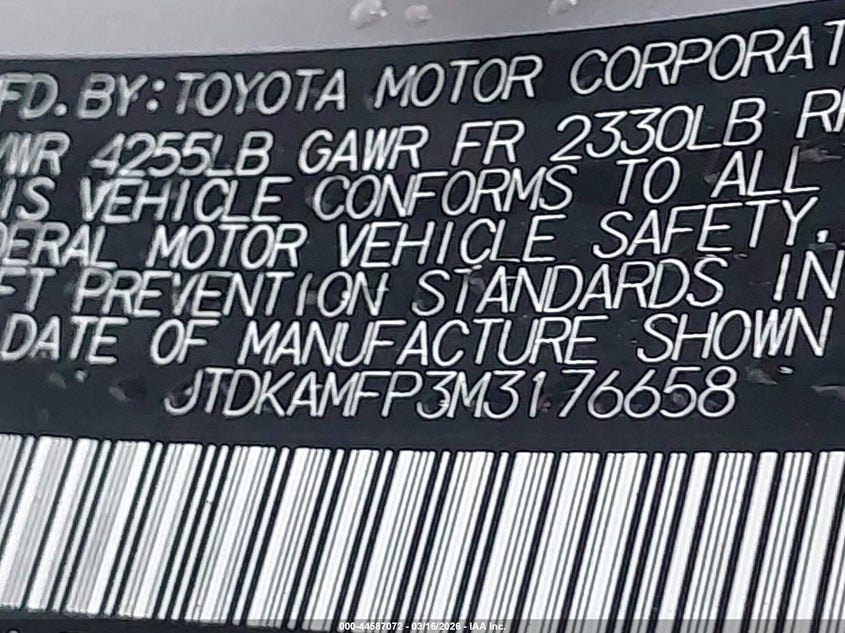 FD. BY: TOYOTA MOTOR CORPORAT
WR 4255LB GAWR FR 2330LB R
IS VEHICLE CONFORMS TO ALL
DERAL MOTOR VEHICLE SAFETY,
FT PREVENTION STANDARDS IN
DATE OF MANUFACTURE SHOWN
JTDKAMFP3M3176658
000-44587072 - 03/16/2026 - IAA Inc.